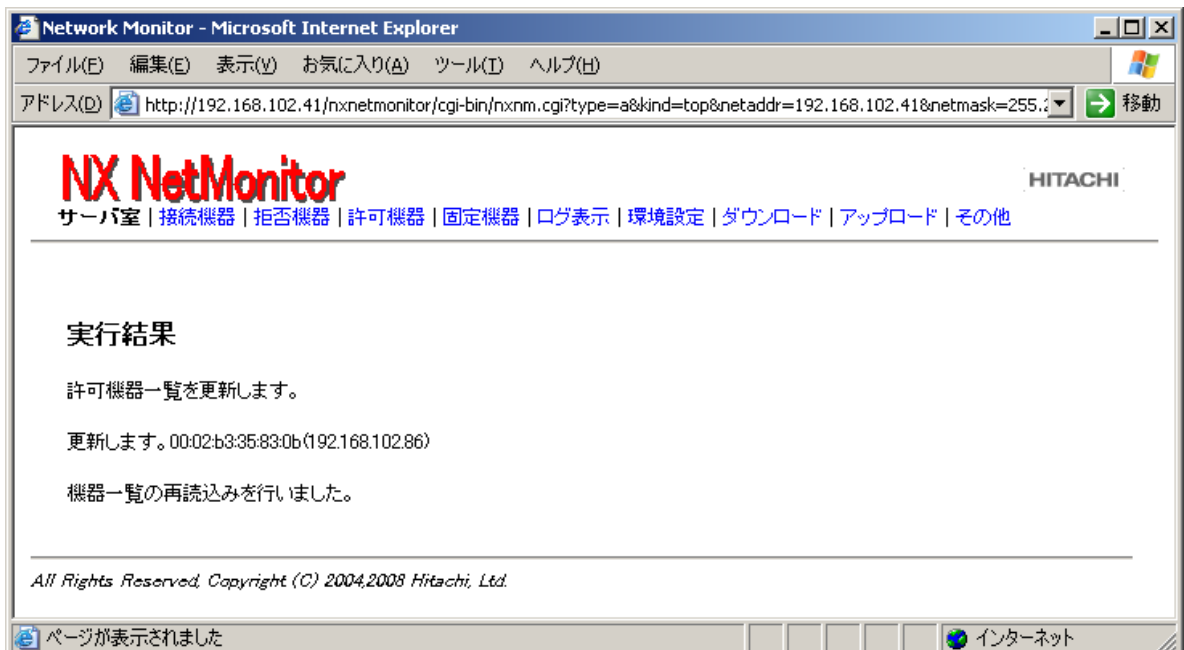 Network Monitor - Microsoft Internet Explorer
ファイル(F) 編集(E) 表示(V) お気に入り(A) ツール(T) ヘルプ(H)
アドレス(D) http://192.168.102.41/nxnetmonitor/cgi-bin/nxnm.cgi?type=a&kind=top&netaddr=192.168.102.41&netmask=255.2 移動
NX NetMonitor HITACHI
サーバ室 | 接続機器 | 拒否機器 | 許可機器 | 固定機器 | ログ表示 | 環境設定 | ダウンロード | アップロード | その他
実行結果
許可機器一覧を更新します。
更新します。00:02:b3:35:83:0b(192.168.102.86)
機器一覧の再読込みを行いました。
All Rights Reserved, Copyright (C) 2004,2008 Hitachi, Ltd.
ページが表示されました インターネット